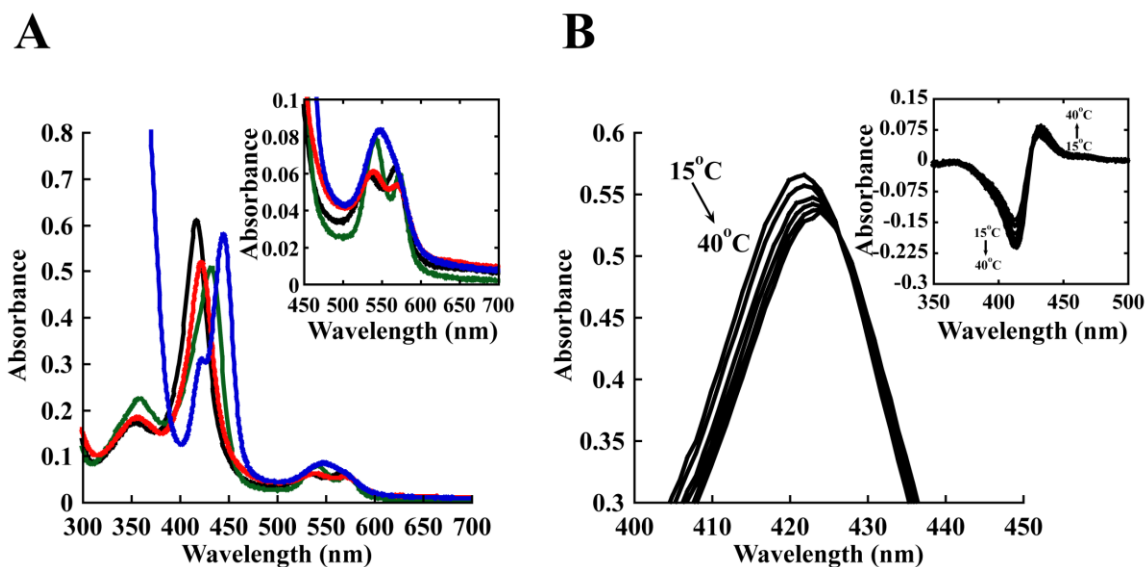 A
Absorbance
0.8
0.7
0.6
0.5
0.4
0.3
0.2
0.1
0
300 350 400 450 500 550 600 650 700
Wavelength (nm)
Absorbance
0.1
0.08
0.06
0.04
0.02
0
450 500 550 600 650 700
Wavelength (nm)
B
Absorbance
0.6
0.55
0.5
0.45
0.4
0.35
0.3
400 410 420 430 440 450
Wavelength (nm)
15°C
40°C
Absorbance
0.15
0.075
0
-0.075
-0.15
-0.225
-0.3
350 400 450 500
Wavelength (nm)
40°C
15°C
15°C
40°C